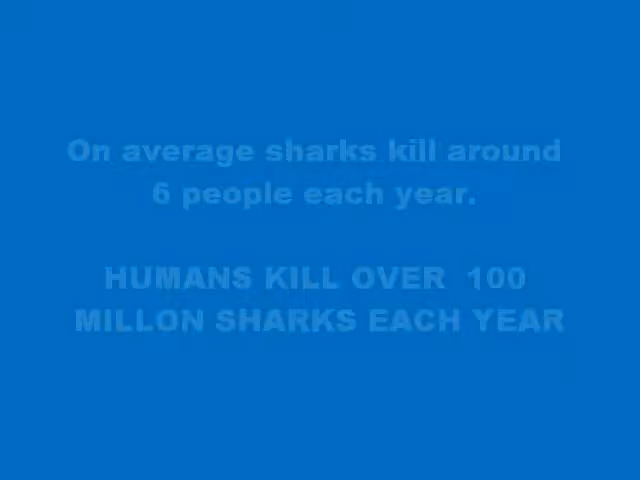 On average sharks kill around
6 people each year.
HUMANS KILL OVER  100
MILLON SHARKS EACH YEAR